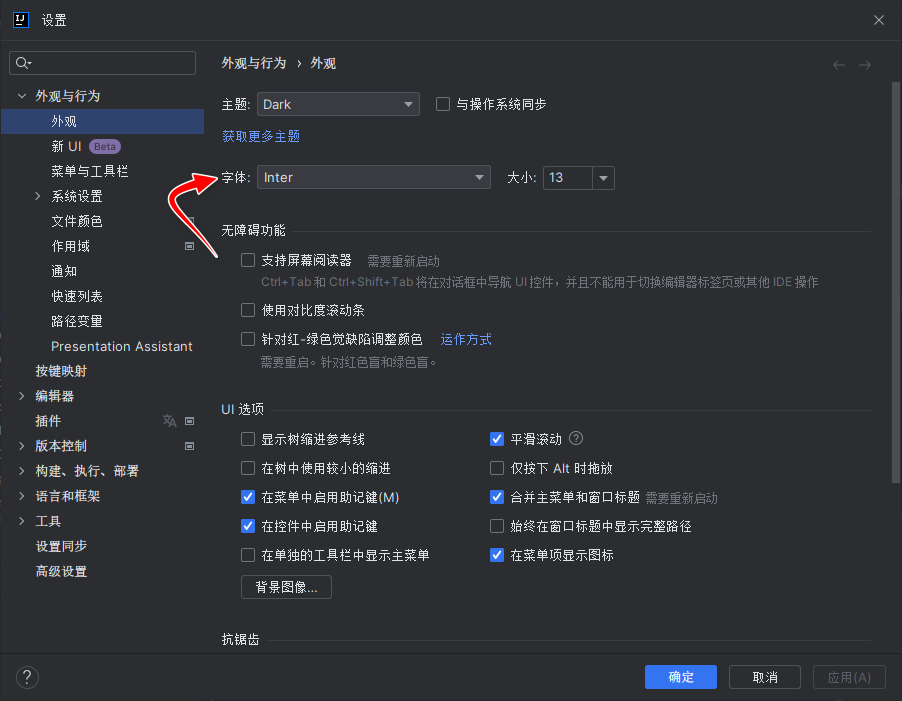 设置
外观与行为
外观
新 UI Beta
菜单与工具栏
系统设置
文件颜色
作用域
通知
快速列表
路径变量
Presentation Assistant
按键映射
编辑器
插件
版本控制
构建、执行、部署
语言和框架
工具
设置同步
高级设置
外观与行为 › 外观
主题: Dark 与操作系统同步
获取更多主题
字体: Inter 大小: 13
无障碍功能
支持屏幕阅读器 需要重新启动
Ctrl+Tab 和 Ctrl+Shift+Tab 将在对话框中导航 UI 控件，并且不能用于切换编辑器标签页或其他 IDE 操作
使用对比度滚动条
针对红-绿色觉缺陷调整颜色 运作方式
需要重启。针对红色盲和绿色盲。
UI 选项
显示树缩进参考线 平滑滚动 ?
在树中使用较小的缩进 仅按下 Alt 时拖放
在菜单中启用助记键(M) 合并主菜单和窗口标题 需要重新启动
在控件中启用助记键 始终在窗口标题中显示完整路径
在单独的工具栏中显示主菜单 在菜单项显示图标
背景图像...
抗锯齿
? 确定 取消 应用(A)